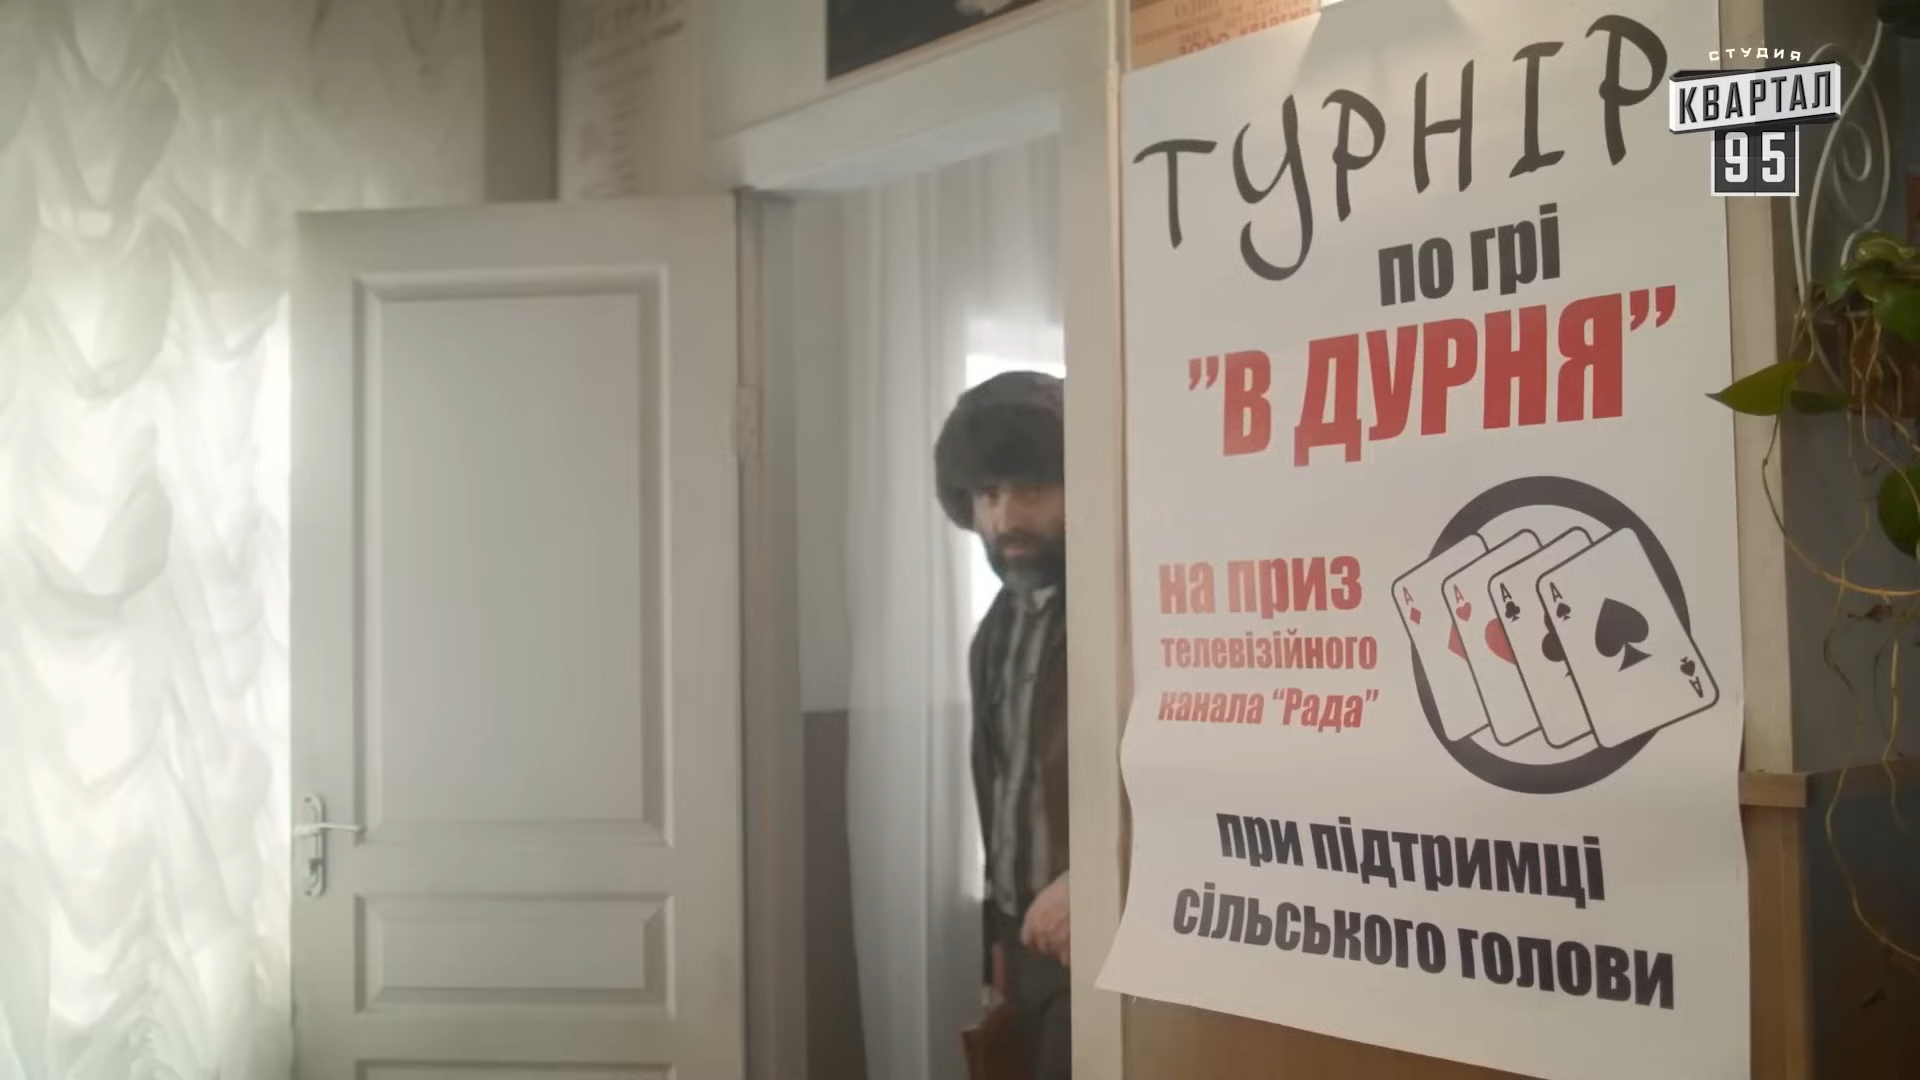 ТУРНІР
по грі
”В ДУРНЯ”
на приз
телевізійного
канала “Рада”
при підтримці
сільського голови
A
A
A
A
A
СТУДИЯ
КВАРТАЛ
95